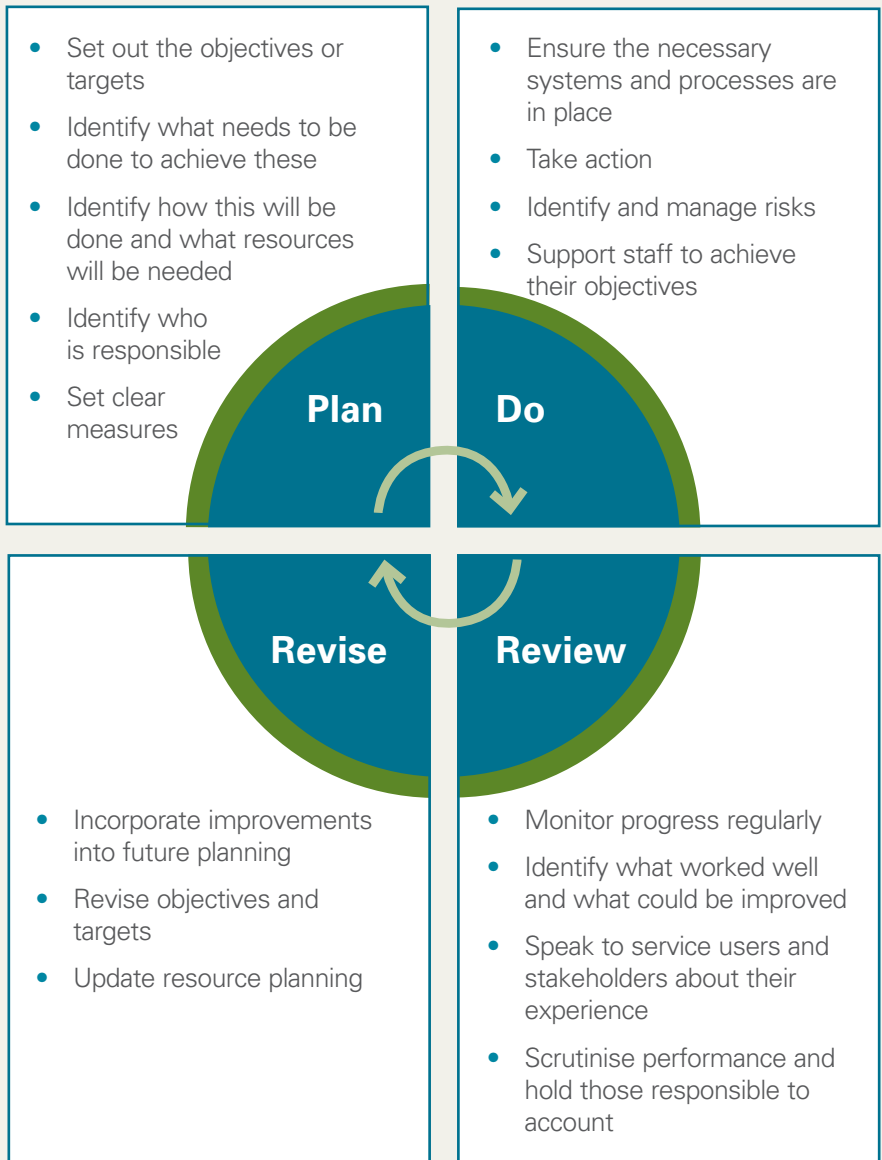 • Set out the objectives or
targets
• Identify what needs to be
done to achieve these
• Identify how this will be
done and what resources
will be needed
• Identify who
is responsible
• Set clear
measures
Plan
• Ensure the necessary
systems and processes are
in place
• Take action
• Identify and manage risks
• Support staff to achieve
their objectives
Do
Revise
• Incorporate improvements
into future planning
• Revise objectives and
targets
• Update resource planning
Review
• Monitor progress regularly
• Identify what worked well
and what could be improved
• Speak to service users and
stakeholders about their
experience
• Scrutinise performance and
hold those responsible to
account